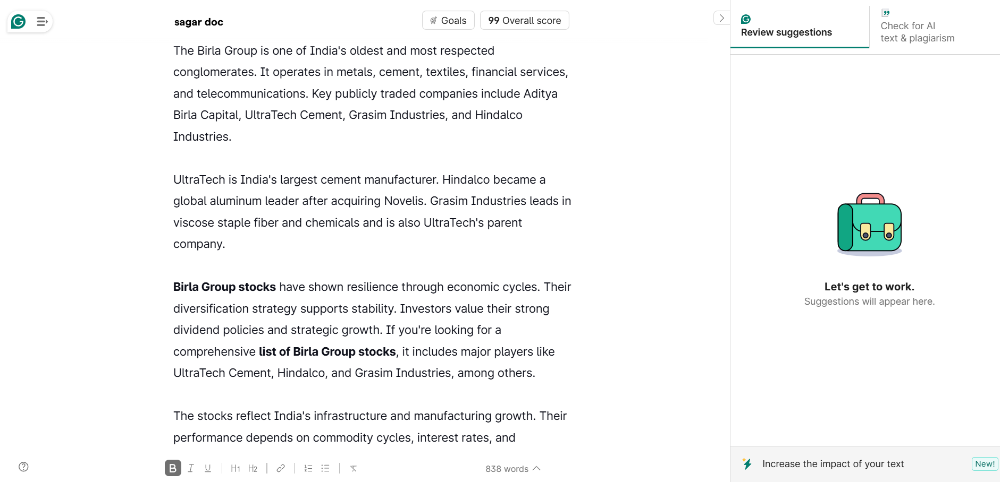 sagar doc
Goals
99 Overall score
Review suggestions
Check for AI
text & plagiarism
The Birla Group is one of India's oldest and most respected
conglomerates. It operates in metals, cement, textiles, financial services,
and telecommunications. Key publicly traded companies include Aditya
Birla Capital, UltraTech Cement, Grasim Industries, and Hindalco
Industries.
UltraTech is India's largest cement manufacturer. Hindalco became a
global aluminum leader after acquiring Novelis. Grasim Industries leads in
viscose staple fiber and chemicals and is also UltraTech's parent
company.
Birla Group stocks have shown resilience through economic cycles. Their
diversification strategy supports stability. Investors value their strong
dividend policies and strategic growth. If you're looking for a
comprehensive list of Birla Group stocks, it includes major players like
UltraTech Cement, Hindalco, and Grasim Industries, among others.
The stocks reflect India's infrastructure and manufacturing growth. Their
performance depends on commodity cycles, interest rates, and
Let's get to work.
Suggestions will appear here.
B I U H1 H2
838 words
Increase the impact of your text
New!